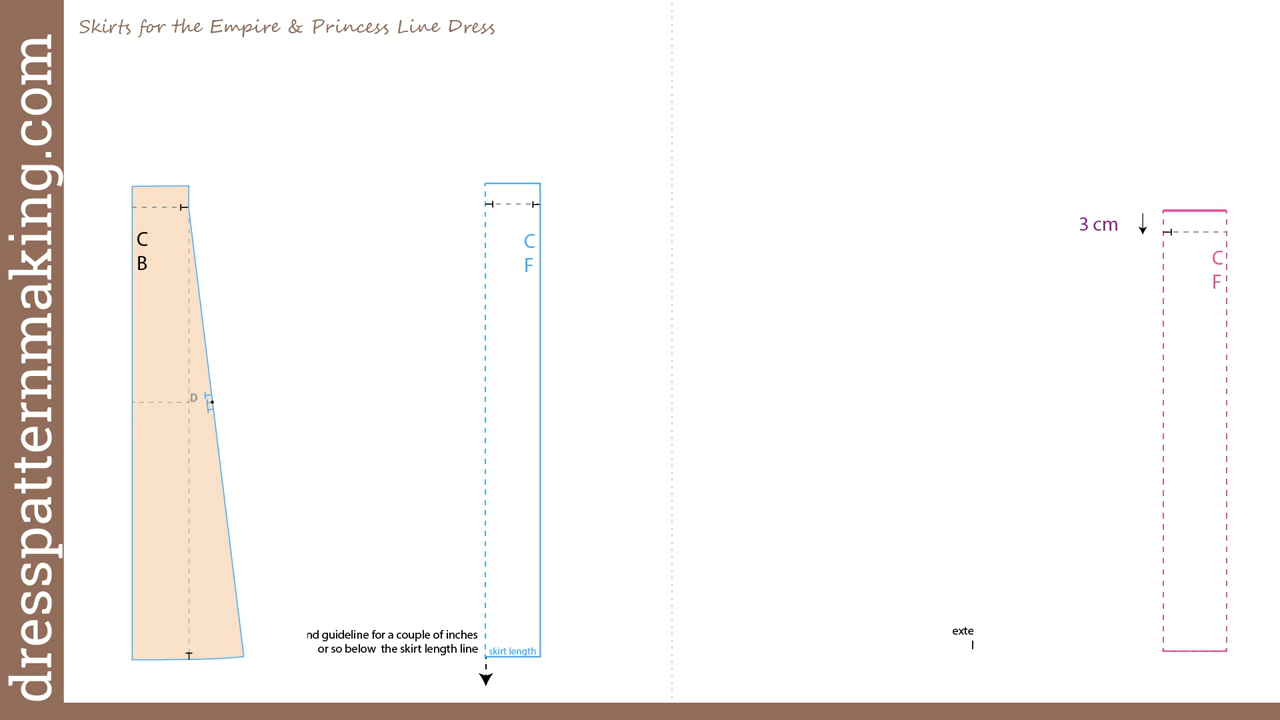 dresspatternmaking.com
Skirts for the Empire & Princess Line Dress
C
B
D
C
F
nd guideline for a couple of inches
or so below the skirt length line
skirt length
3 cm
C
F
exte
l